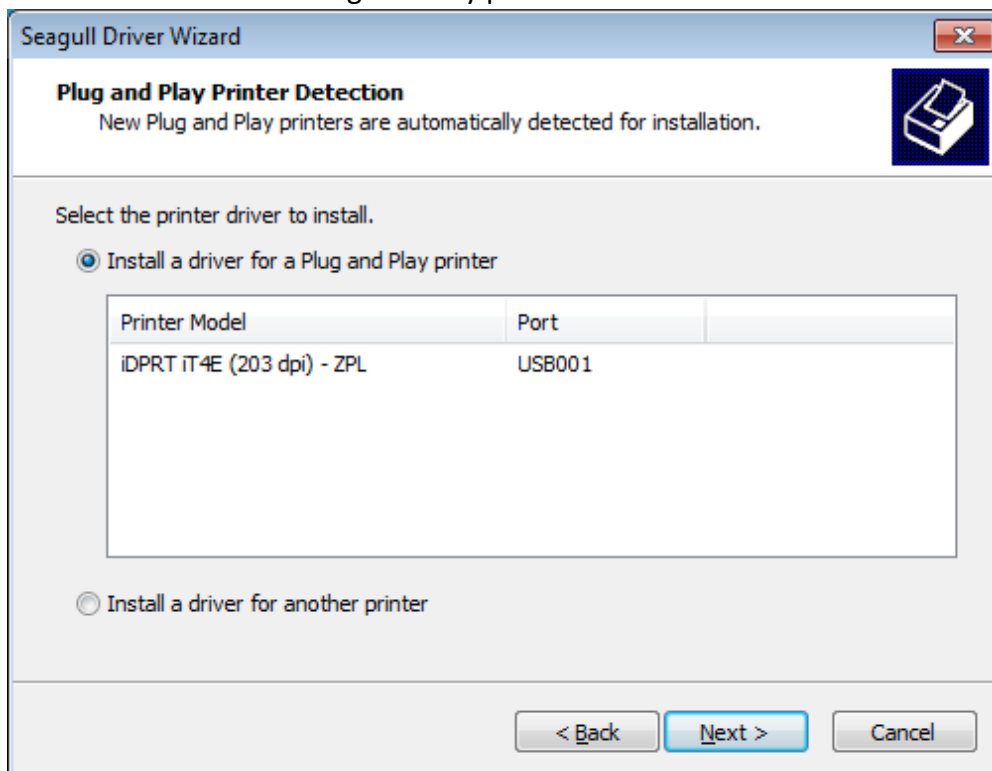 Seagull Driver Wizard
Plug and Play Printer Detection
New Plug and Play printers are automatically detected for installation.
Select the printer driver to install.
Install a driver for a Plug and Play printer
Printer Model Port
iDPRT iT4E (203 dpi) - ZPL USB001
Install a driver for another printer
< Back Next > Cancel